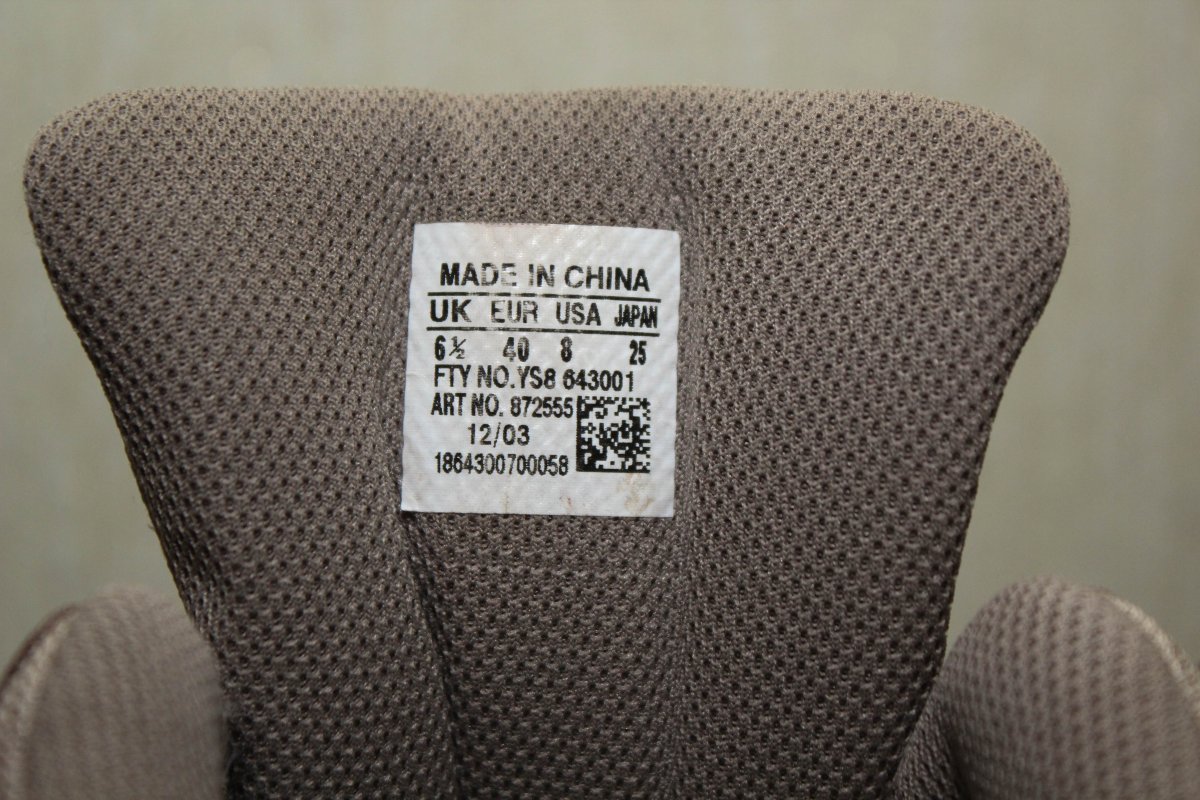 MADE IN CHINA
UK EUR USA JAPAN
6½ 40 8 25
FTY NO.YS8 643001
ART NO. 872555
12/03
1864300700058